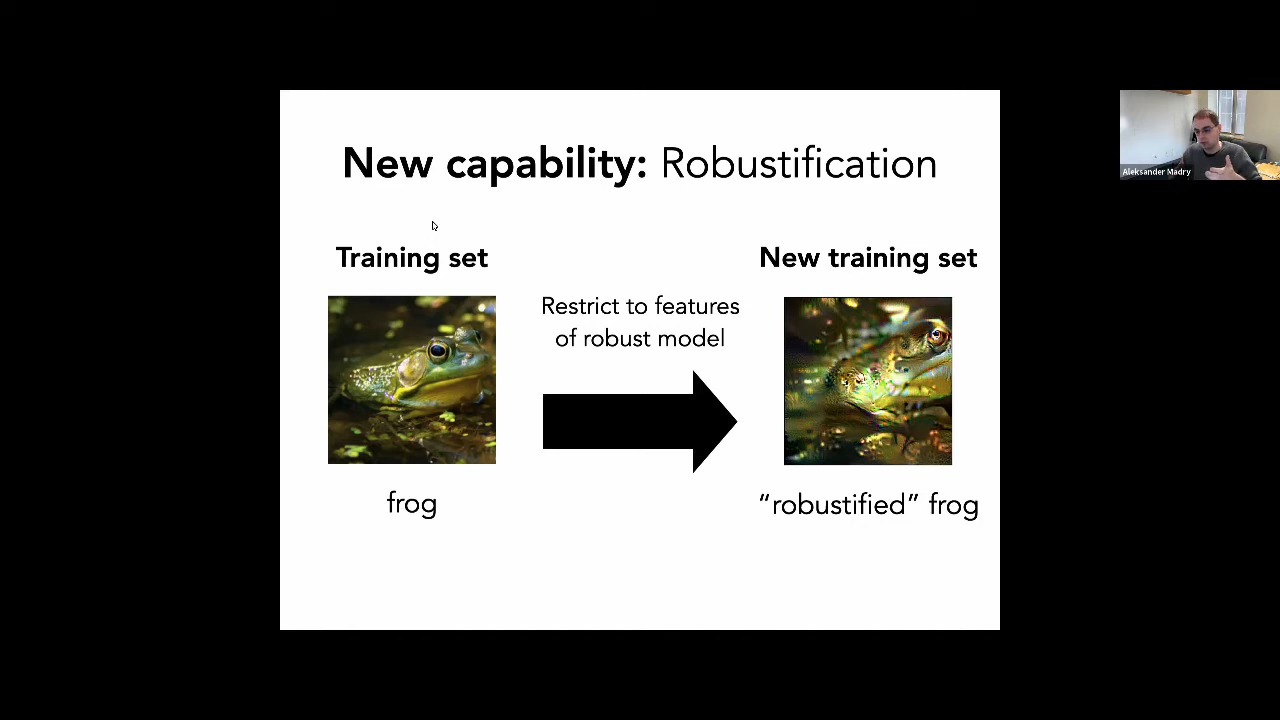 New capability: Robustification
Training set
New training set
Restrict to features
of robust model
frog
“robustified” frog
Aleksander Madry